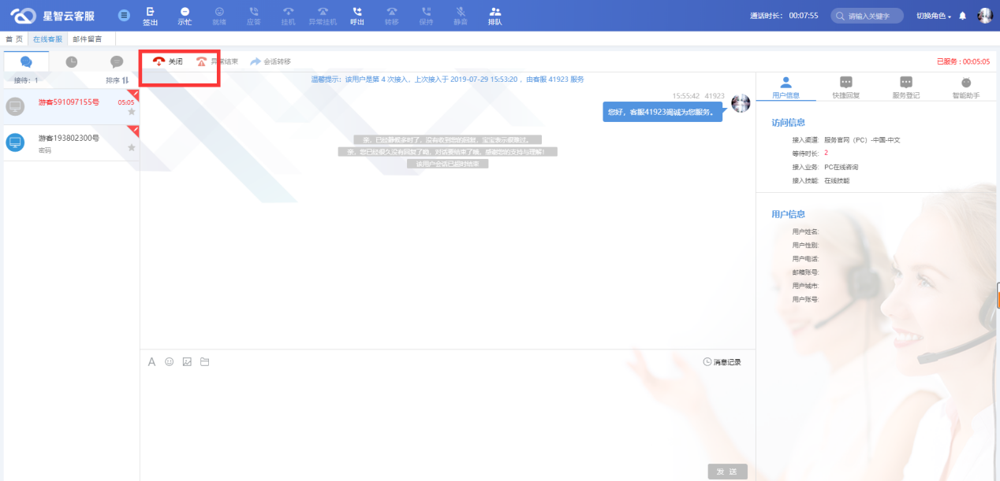 星智云客服
签出
示忙
就绪
应答
挂机
异常挂机
呼出
转移
保持
静音
排队
通话时长： 00:07:55
请输入关键字
切换角色
首 页
在线客服
邮件留言
接待：1
排序
关闭
异常结束
会话转移
已服务：00:05:05
游客591097155号
05:05
游客193802300号
密码
温馨提示：该用户是第 4 次接入，上次接入于 2019-07-29 15:53:20 ，由客服 41923 服务
15:55:42 41923
您好，客服41923竭诚为您服务。
亲，已经静候多时了，没有收到您的回复，宝宝表示很难过。
亲，您已经很久没有回复了呦，对话要结束了哦，感谢您的支持与理解！
该用户会话已超时结束
用户信息
快捷回复
服务登记
智能助手
访问信息
接入渠道: 服务官网（PC）-中国-中文
等待时长: 2
接入业务: PC在线咨询
接入技能: 在线技能
用户信息
用户姓名:
用户性别:
用户电话:
邮箱账号:
用户城市:
用户账号:
A
消息记录
发 送